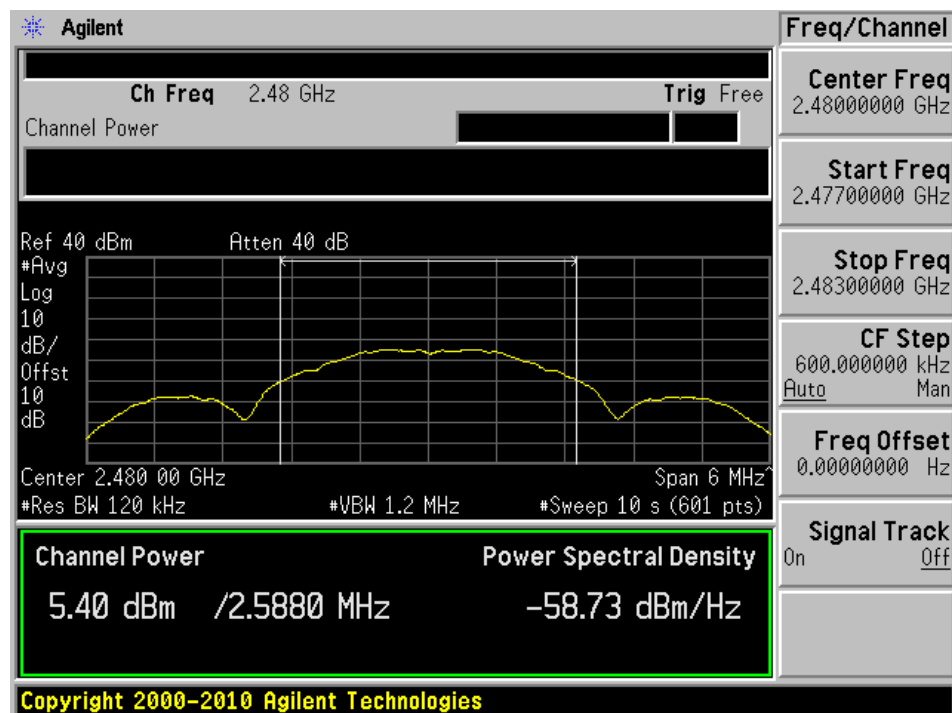 Agilent
Freq/Channel
Ch Freq 2.48 GHz Trig Free
Channel Power
Center Freq
2.48000000 GHz
Start Freq
2.47700000 GHz
Stop Freq
2.48300000 GHz
CF Step
600.000000 kHz
Auto Man
Freq Offset
0.00000000 Hz
Signal Track
On Off
Ref 40 dBm Atten 40 dB
#Avg
Log
10
dB/
Offst
10
dB
Center 2.480 00 GHz Span 6 MHz^
#Res BW 120 kHz #VBW 1.2 MHz #Sweep 10 s (601 pts)
Channel Power Power Spectral Density
5.40 dBm /2.5880 MHz -58.73 dBm/Hz
Copyright 2000-2010 Agilent Technologies